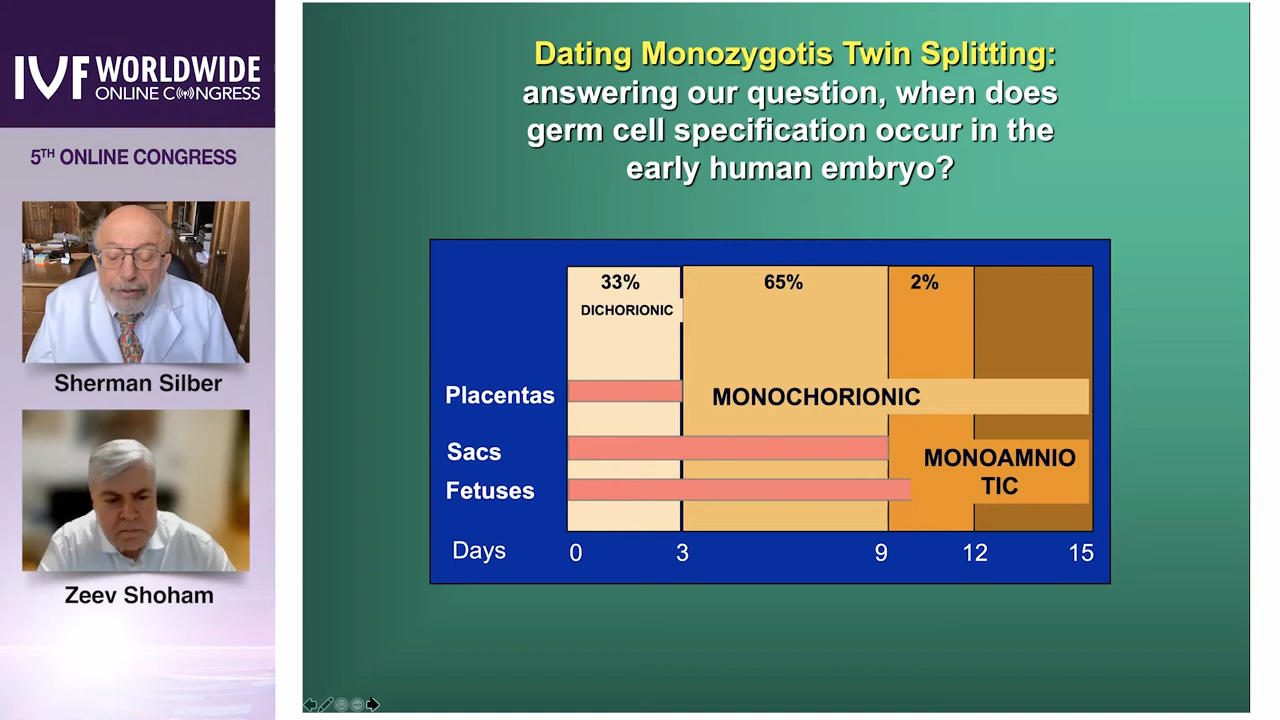 IVF WORLDWIDE
ONLINE CONGRESS
5TH ONLINE CONGRESS
Sherman Silber
Zeev Shoham
Dating Monozygotis Twin Splitting:
answering our question, when does
germ cell specification occur in the
early human embryo?
33% 65% 2%
DICHORIONIC
Placentas MONOCHORIONIC
Sacs
MONOAMNIO
TIC
Fetuses
Days 0 3 9 12 15